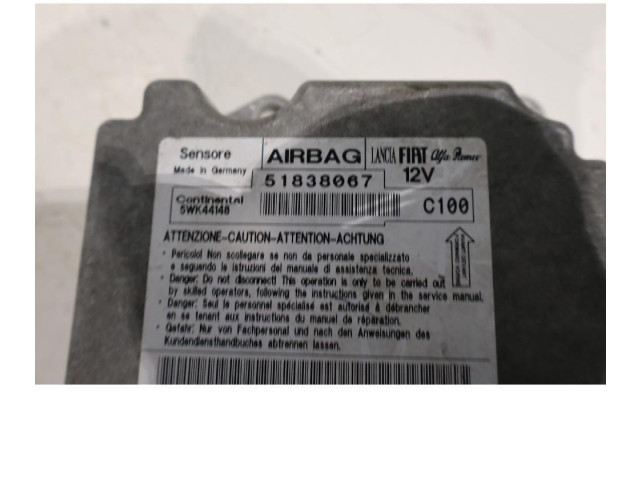 Sensore AIRBAG LANCIA FIAT Alfa Romeo
Made in Germany 51838067 12V
Continental
5WK44148 C100
ATTENZIONE-CAUTION-ATTENTION-ACHTUNG
• Pericolo! Non scollegare se non da personale specializzato
e seguendo le istruzioni del manuale di assistenza tecnica.
• Danger: Do not disconnect! This operation is only to be carried out
by skilled operators, following the instructions given in the service manual.
• Danger: Seul le personnel spécialisé est autorisé à débrancher
en se tenant aux instructions du manuel de réparation.
• Gefahr: Nur von Fachpersonal und nach den Anweisungen des
Kundendiensthandbuches abtrennen lassen.